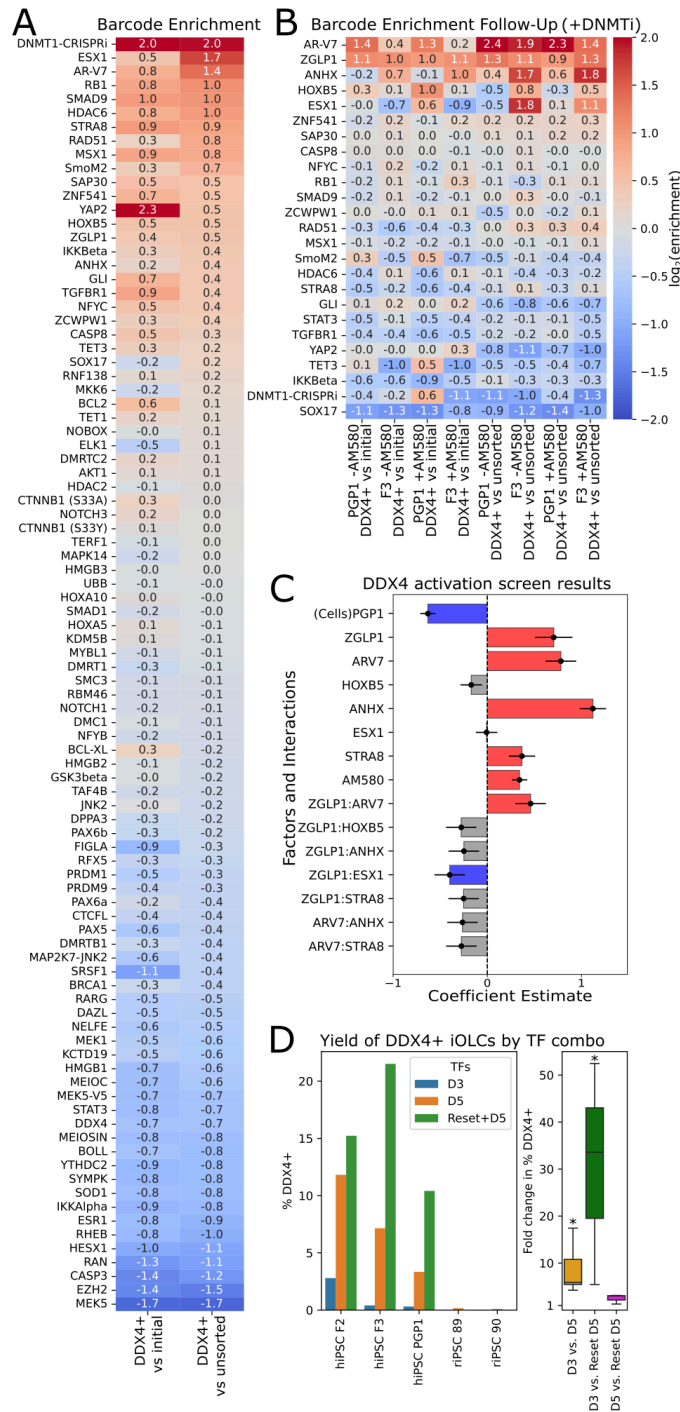 A
Barcode Enrichment
DNMT1-CRISPRi 2.0 2.0
ESX1 0.5 1.7
AR-V7 0.8 1.4
RB1 0.8 1.0
SMAD9 1.0 1.0
HDAC6 0.8 1.0
STRA8 0.9 0.9
RAD51 0.3 0.8
MSX1 0.9 0.8
SmoM2 0.3 0.7
SAP30 0.5 0.5
ZNF541 0.7 0.5
YAP2 2.3 0.5
HOXB5 0.5 0.5
ZGLP1 0.4 0.5
IKKBeta 0.3 0.4
ANHX 0.2 0.4
GLI 0.7 0.4
TGFBR1 0.9 0.4
NFYC 0.5 0.4
ZCWPW1 0.3 0.4
CASP8 0.5 0.3
TET3 0.3 0.2
SOX17 -0.2 0.2
RNF138 0.1 0.2
MKK6 -0.2 0.2
BCL2 0.6 0.1
TET1 0.2 0.1
NOBOX -0.0 0.1
ELK1 -0.5 0.1
DMRTC2 0.2 0.1
AKT1 0.1 0.1
HDAC2 -0.1 0.0
CTNNB1 (S33A) 0.3 0.0
NOTCH3 0.2 0.0
CTNNB1 (S33Y) 0.1 0.0
TERF1 -0.1 0.0
MAPK14 -0.2 0.0
HMGB3 -0.0 0.0
UBB -0.1 -0.0
HOXA10 0.0 -0.0
SMAD1 -0.2 -0.0
HOXA5 0.1 -0.1
KDM5B 0.1 -0.1
MYBL1 -0.1 -0.1
DMRT1 -0.3 -0.1
SMC3 -0.1 -0.1
RBM46 -0.1 -0.1
NOTCH1 -0.2 -0.1
DMC1 -0.1 -0.1
NFYB -0.2 -0.1
BCL-XL 0.3 -0.2
HMGB2 -0.1 -0.2
GSK3beta -0.0 -0.2
TAF4B -0.2 -0.2
JNK2 -0.0 -0.2
DPPA3 -0.3 -0.2
PAX6b -0.3 -0.2
FIGLA -0.9 -0.3
RFX5 -0.3 -0.3
PRDM1 -0.5 -0.3
PRDM9 -0.4 -0.3
PAX6a -0.2 -0.4
CTCFL -0.4 -0.4
PAX5 -0.6 -0.4
DMRTB1 -0.3 -0.4
MAP2K7-JNK2 -0.6 -0.4
SRSF1 -1.1 -0.4
BRCA1 -0.3 -0.4
RARG -0.5 -0.5
DAZL -0.5 -0.5
NELFE -0.6 -0.5
MEK1 -0.5 -0.6
KCTD19 -0.5 -0.6
HMGB1 -0.7 -0.6
MEIOC -0.7 -0.6
MEK5-V5 -0.7 -0.7
STAT3 -0.8 -0.7
DDX4 -0.7 -0.7
MEIOSIN -0.8 -0.8
BOLL -0.7 -0.8
YTHDC2 -0.9 -0.8
SYMPK -0.8 -0.8
SOD1 -0.8 -0.8
IKKAlpha -0.9 -0.8
ESR1 -0.8 -0.9
RHEB -0.8 -1.0
HESX1 -1.0 -1.1
RAN -1.3 -1.1
CASP3 -1.4 -1.2
EZH2 -1.4 -1.5
MEK5 -1.7 -1.7
DDX4+
vs initial
DDX4+
vs unsorted
B
Barcode Enrichment Follow-Up (+DNMTi)
AR-V7 1.4 0.4 1.3 0.2 2.4 1.9 2.3 1.4
ZGLP1 1.1 1.0 1.0 1.1 1.3 1.1 0.9 1.3
ANHX -0.2 0.7 -0.1 1.0 0.4 1.7 0.6 1.8
HOXB5 0.3 0.1 1.0 0.1 -0.5 0.8 -0.5 0.3
ESX1 -0.0 -0.7 0.6 -0.9 -0.5 1.8 0.1 1.1
ZNF541 0.2 0.2 0.1 0.2 0.2 0.2 0.2 0.3
SAP30 0.0 0.1 0.0 0.0 0.1 0.1 0.2 0.2
CASP8 0.0 0.0 0.0 0.1 -0.1 0.0 -0.1 -0.0
NFYC -0.1 0.2 -0.2 0.1 -0.1 0.2 -0.1 0.0
RB1 -0.2 0.1 -0.1 0.3 -0.1 -0.3 0.1 0.1
SMAD9 -0.2 0.1 -0.1 -0.1 -0.0 0.3 -0.0 0.1
ZCWPW1 0.0 -0.0 0.1 0.1 -0.5 0.0 -0.2 0.1
RAD51 -0.3 -0.6 -0.4 -0.3 0.0 0.3 0.3 0.4
MSX1 -0.1 -0.1 -0.1 -0.0 -0.2 -0.0 -0.1 0.1
SmoM2 0.3 -0.4 0.5 -0.7 -0.5 -0.1 -0.4 -0.4
HDAC6 -0.4 0.1 -0.6 0.1 -0.1 -0.4 -0.3 -0.2
STRA8 -0.5 -0.2 -0.6 -0.4 -0.3 -0.1 0.1 -0.3
GLI 0.1 0.2 0.0 0.2 -0.6 -0.8 -0.6 -0.7
STAT3 -0.4 -0.3 -0.4 -0.3 -0.2 -0.2 -0.2 -0.5
TGFBR1 -0.4 -0.4 -0.6 -0.5 -0.2 -0.2 -0.0 -0.5
YAP2 -0.0 -0.0 0.0 0.3 -0.8 -1.1 -0.7 -1.0
TET3 0.1 -1.0 0.5 -1.0 -0.5 -0.5 -0.4 -0.7
IKKBeta -0.6 -0.6 -0.9 -0.5 -0.1 -0.3 -0.3 -0.3
DNMT1-CRISPRi -0.4 -0.2 0.6 -1.1 -1.1 -1.0 -0.4 -1.3
SOX17 -1.1 -1.3 -1.3 -0.8 -0.9 -1.2 -1.4 -1.0
PGP1 -AM580
DDX4+ vs initial
F3 -AM580
DDX4+ vs initial
PGP1 +AM580
DDX4+ vs initial
F3 +AM580
DDX4+ vs initial
PGP1 -AM580
DDX4+ vs unsorted
F3 -AM580
DDX4+ vs unsorted
PGP1 +AM580
DDX4+ vs unsorted
F3 +AM580
DDX4+ vs unsorted
2.0
1.5
1.0
0.5
0.0
−0.5
−1.0
−1.5
−2.0
log₂(enrichment)
C
DDX4 activation screen results
Factors and Interactions
(Cells)PGP1
ZGLP1
ARV7
HOXB5
ANHX
ESX1
STRA8
AM580
ZGLP1:ARV7
ZGLP1:HOXB5
ZGLP1:ANHX
ZGLP1:ESX1
ZGLP1:STRA8
ARV7:ANHX
ARV7:STRA8
−1 0 1
Coefficient Estimate
D
Yield of DDX4+ iOLCs by TF combo
% DDX4+
20
15
10
5
0
TFs
D3
D5
Reset+D5
hiPSC F2
hiPSC F3
hiPSC PGP1
riPSC 89
riPSC 90
Fold change in % DDX4+
50
40
30
20
10
1
*
*
D3 vs. D5
D3 vs. Reset D5
D5 vs. Reset D5